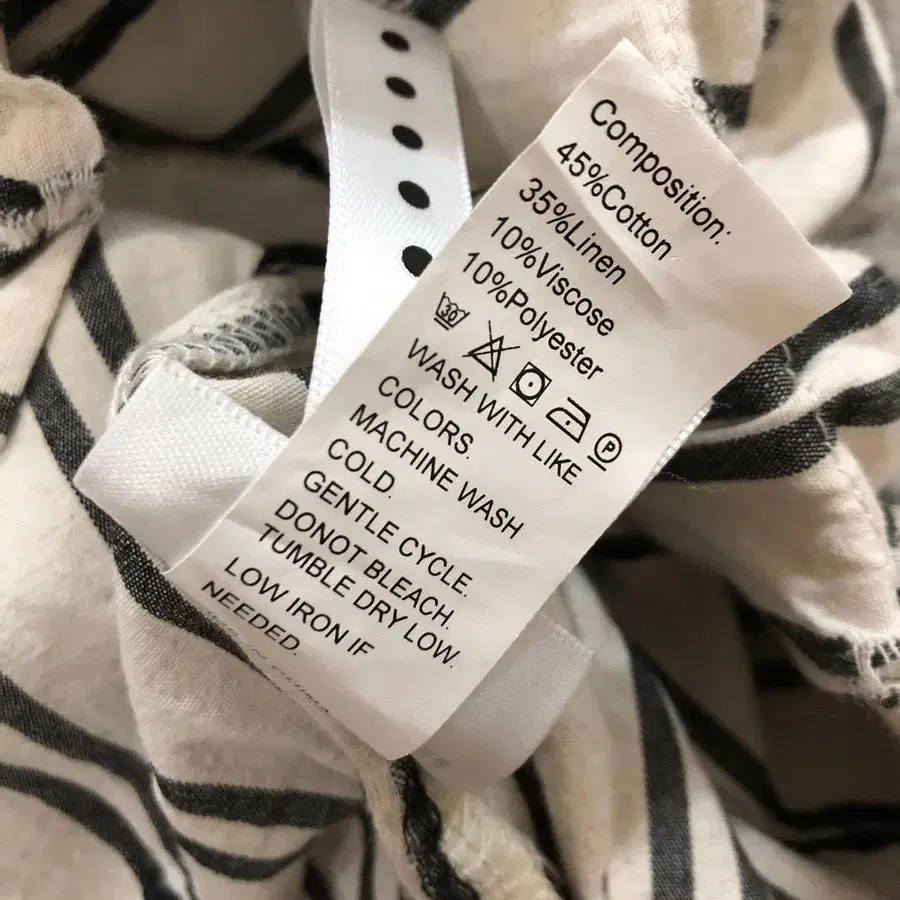 Composition:
45%Cotton
35%Linen
10%Viscose
10%Polyester
30 P
WASH WITH LIKE
COLORS.
MACHINE WASH
COLD.
GENTLE CYCLE.
DONOT BLEACH.
TUMBLE DRY LOW.
LOW IRON IF
NEEDED.